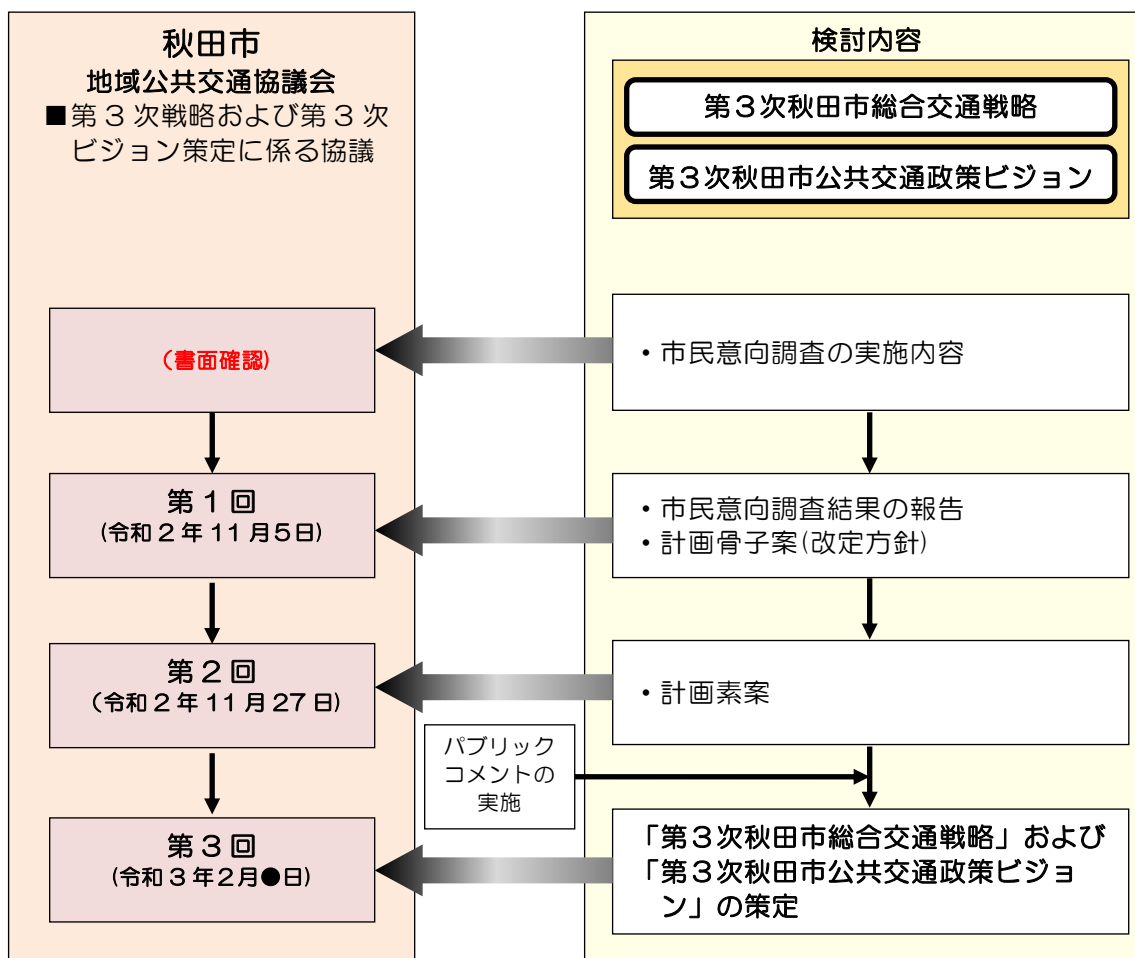 秋田市
地域公共交通協議会
■第３次戦略および第３次
ビジョン策定に係る協議
(書面確認)
第１回
(令和２年11月5日)
第２回
(令和２年11月27日)
第３回
(令和３年2月●日)
パブリック
コメントの
実施
検討内容
第３次秋田市総合交通戦略
第３次秋田市公共交通政策ビジョン
・市民意向調査の実施内容
・市民意向調査結果の報告
・計画骨子案(改定方針)
・計画素案
「第３次秋田市総合交通戦略」および
「第３次秋田市公共交通政策ビジョ
ン」の策定